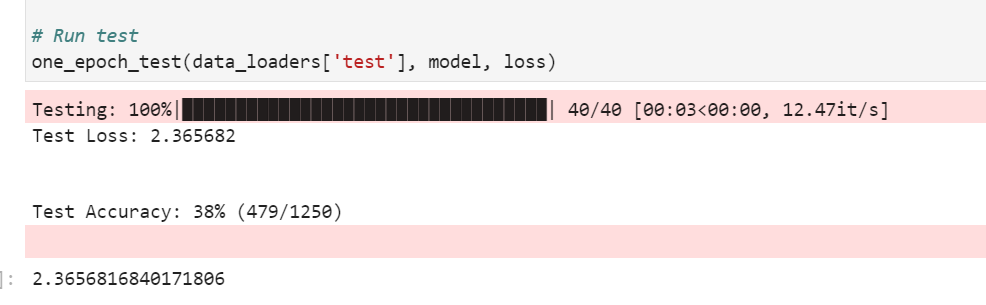 # Run test
one_epoch_test(data_loaders['test'], model, loss)
Testing: 100%|██████████████████████████████████| 40/40 [00:03<00:00, 12.47it/s]
Test Loss: 2.365682
Test Accuracy: 38% (479/1250)
]: 2.3656816840171806